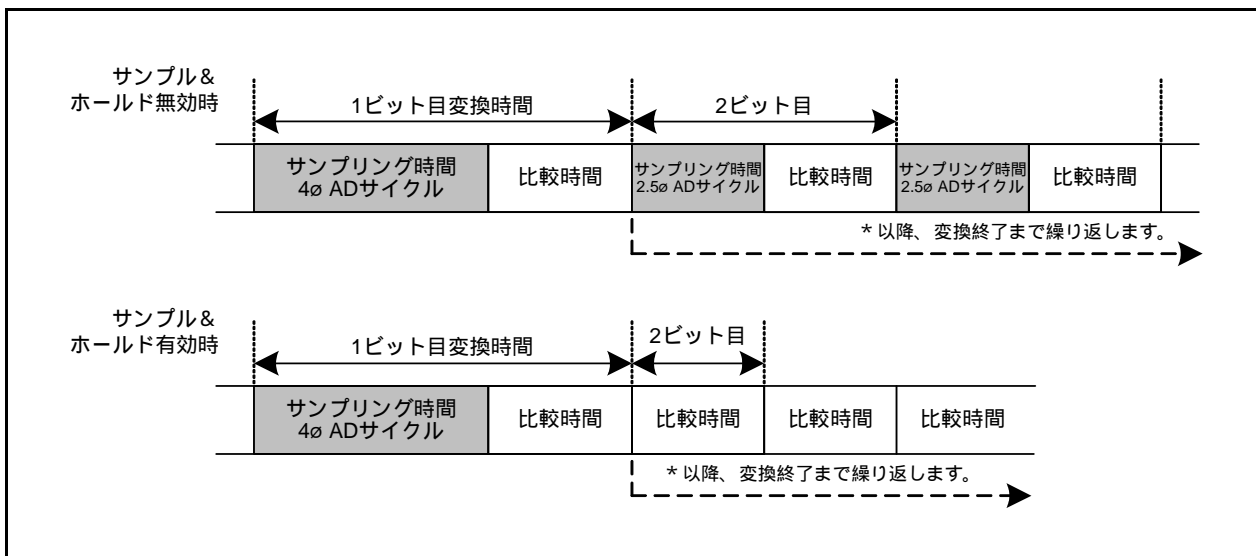 サンプル&
ホールド無効時
1ビット目変換時間
2ビット目
サンプリング時間
4ø ADサイクル
比較時間
サンプリング時間
2.5ø ADサイクル
比較時間
サンプリング時間
2.5ø ADサイクル
比較時間
*以降、変換終了まで繰り返します。
サンプル&
ホールド有効時
1ビット目変換時間
2ビット目
サンプリング時間
4ø ADサイクル
比較時間
比較時間
比較時間
比較時間
*以降、変換終了まで繰り返します。